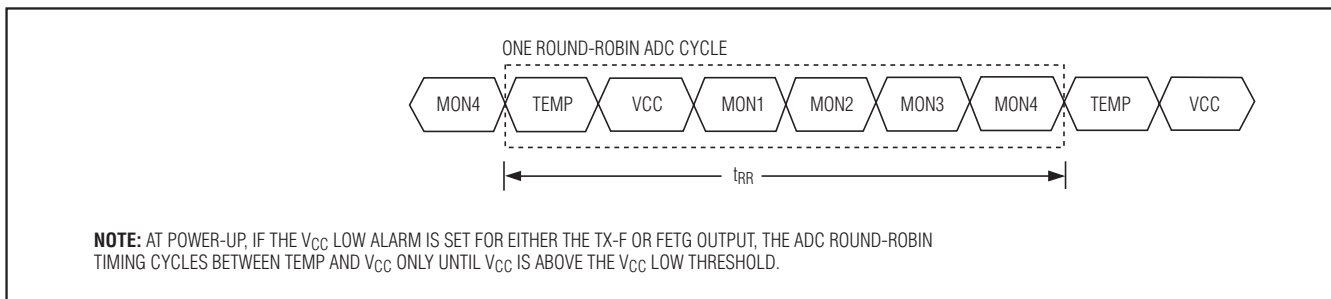 ONE ROUND-ROBIN ADC CYCLE
MON4 TEMP VCC MON1 MON2 MON3 MON4 TEMP VCC
tRR
NOTE: AT POWER-UP, IF THE VCC LOW ALARM IS SET FOR EITHER THE TX-F OR FETG OUTPUT, THE ADC ROUND-ROBIN
TIMING CYCLES BETWEEN TEMP AND VCC ONLY UNTIL VCC IS ABOVE THE VCC LOW THRESHOLD.